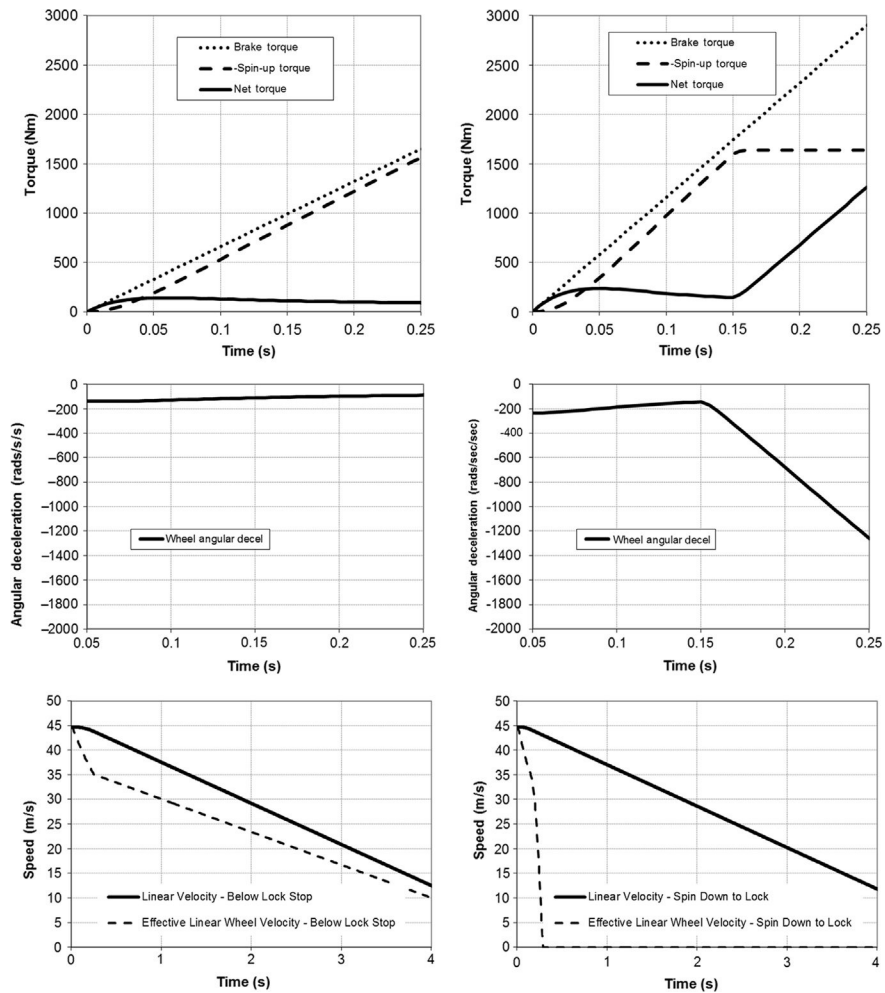 3000
2500
2000
1500
1000
500
0
Torque (Nm)
Brake torque
-Spin-up torque
Net torque
0 0.05 0.1 0.15 0.2 0.25
Time (s)
3000
2500
2000
1500
1000
500
0
Torque (Nm)
Brake torque
-Spin-up torque
Net torque
0 0.05 0.1 0.15 0.2 0.25
Time (s)
0
–200
–400
–600
–800
–1000
–1200
–1400
–1600
–1800
–2000
Angular deceleration (rads/s/s)
Wheel angular decel
0.05 0.1 0.15 0.2 0.25
Time (s)
0
-200
-400
-600
-800
-1000
-1200
-1400
-1600
-1800
-2000
Angular deceleration (rads/sec/sec)
Wheel angular decel
0.05 0.1 0.15 0.2 0.25
Time (s)
50
45
40
35
30
25
20
15
10
5
0
Speed (m/s)
Linear Velocity - Below Lock Stop
Effective Linear Wheel Velocity - Below Lock Stop
0 1 2 3 4
Time (s)
50
45
40
35
30
25
20
15
10
5
0
Speed (m/s)
Linear Velocity - Spin Down to Lock
Effective Linear Wheel Velocity - Spin Down to Lock
0 1 2 3 4
Time (s)